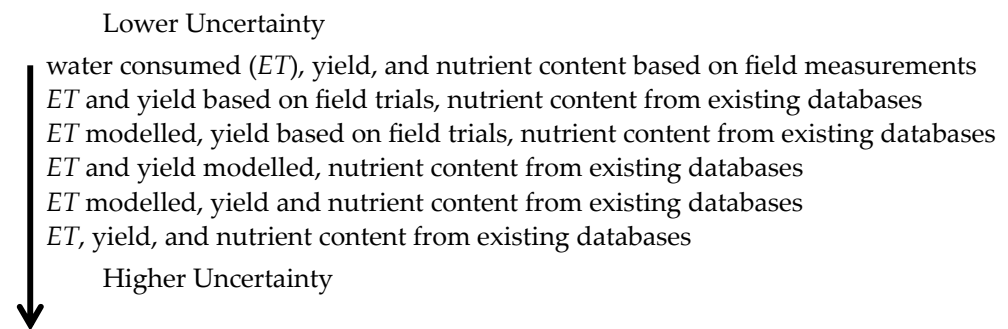 Lower Uncertainty
water consumed (ET), yield, and nutrient content based on field measurements
ET and yield based on field trials, nutrient content from existing databases
ET modelled, yield based on field trials, nutrient content from existing databases
ET and yield modelled, nutrient content from existing databases
ET modelled, yield and nutrient content from existing databases
ET, yield, and nutrient content from existing databases
Higher Uncertainty